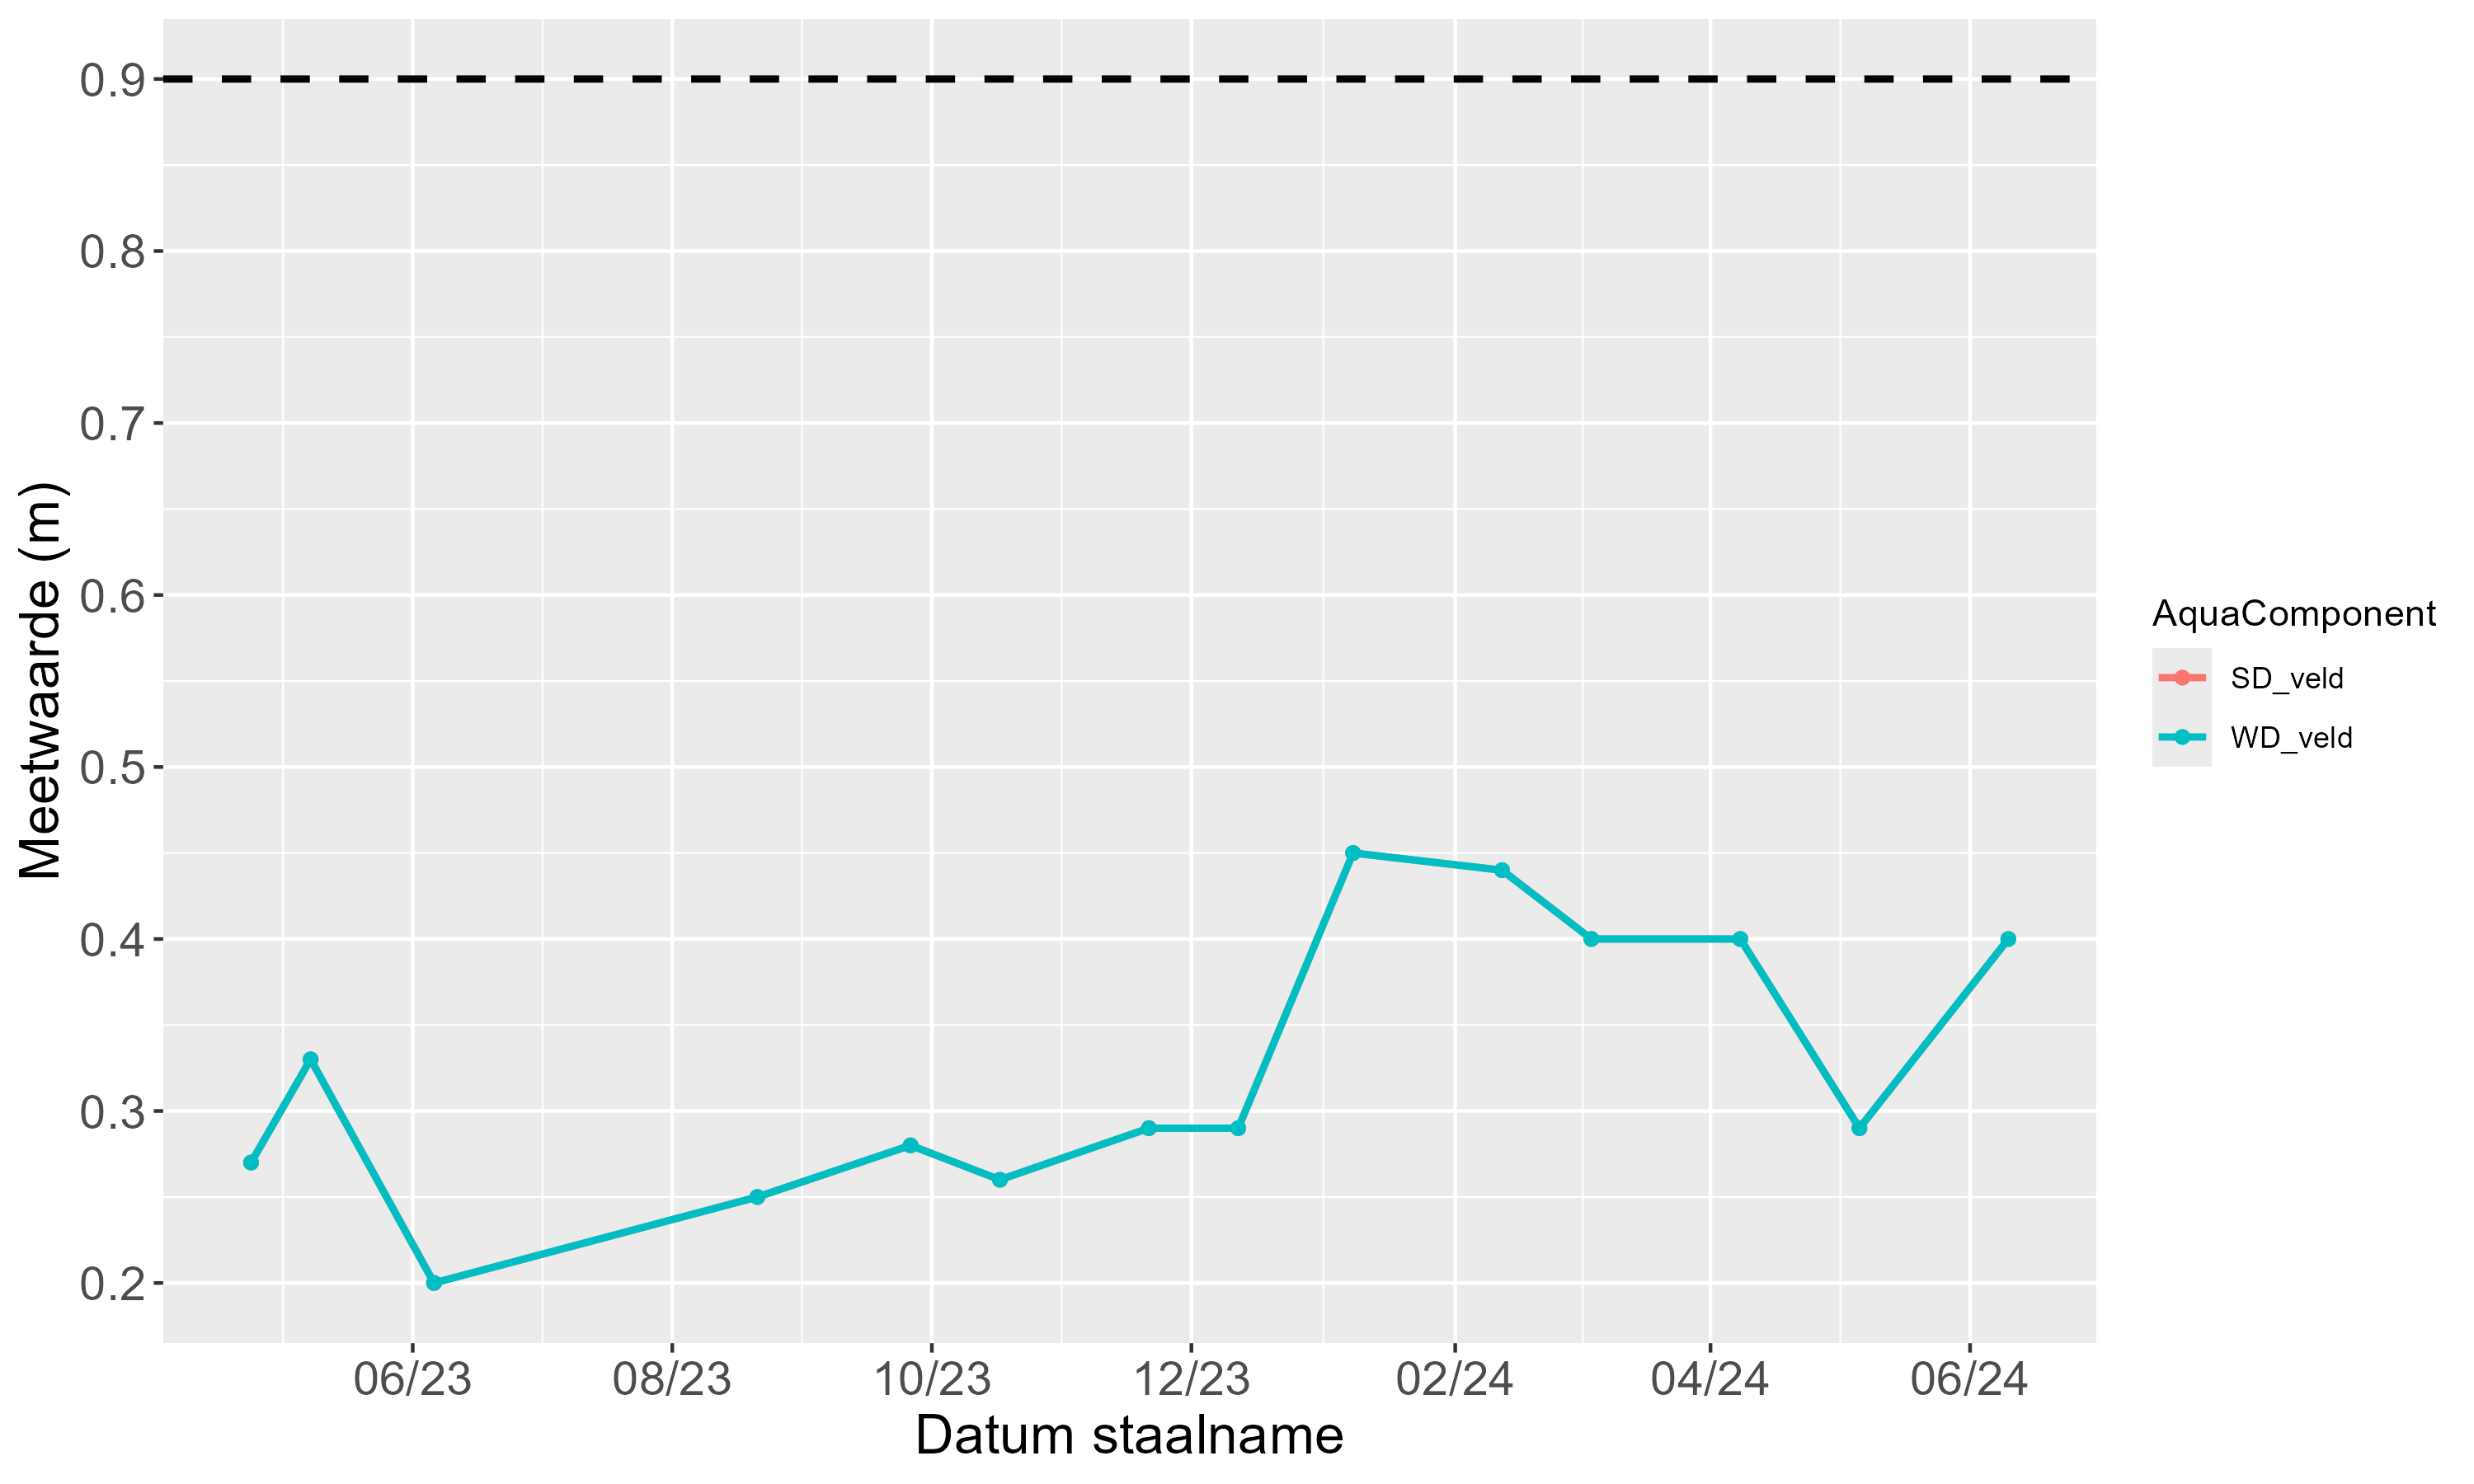 Meetwaarde (m)
0.9
0.8
0.7
0.6
0.5
0.4
0.3
0.2
06/23 08/23 10/23 12/23 02/24 04/24 06/24
Datum staalname
AquaComponent
SD_veld
WD_veld